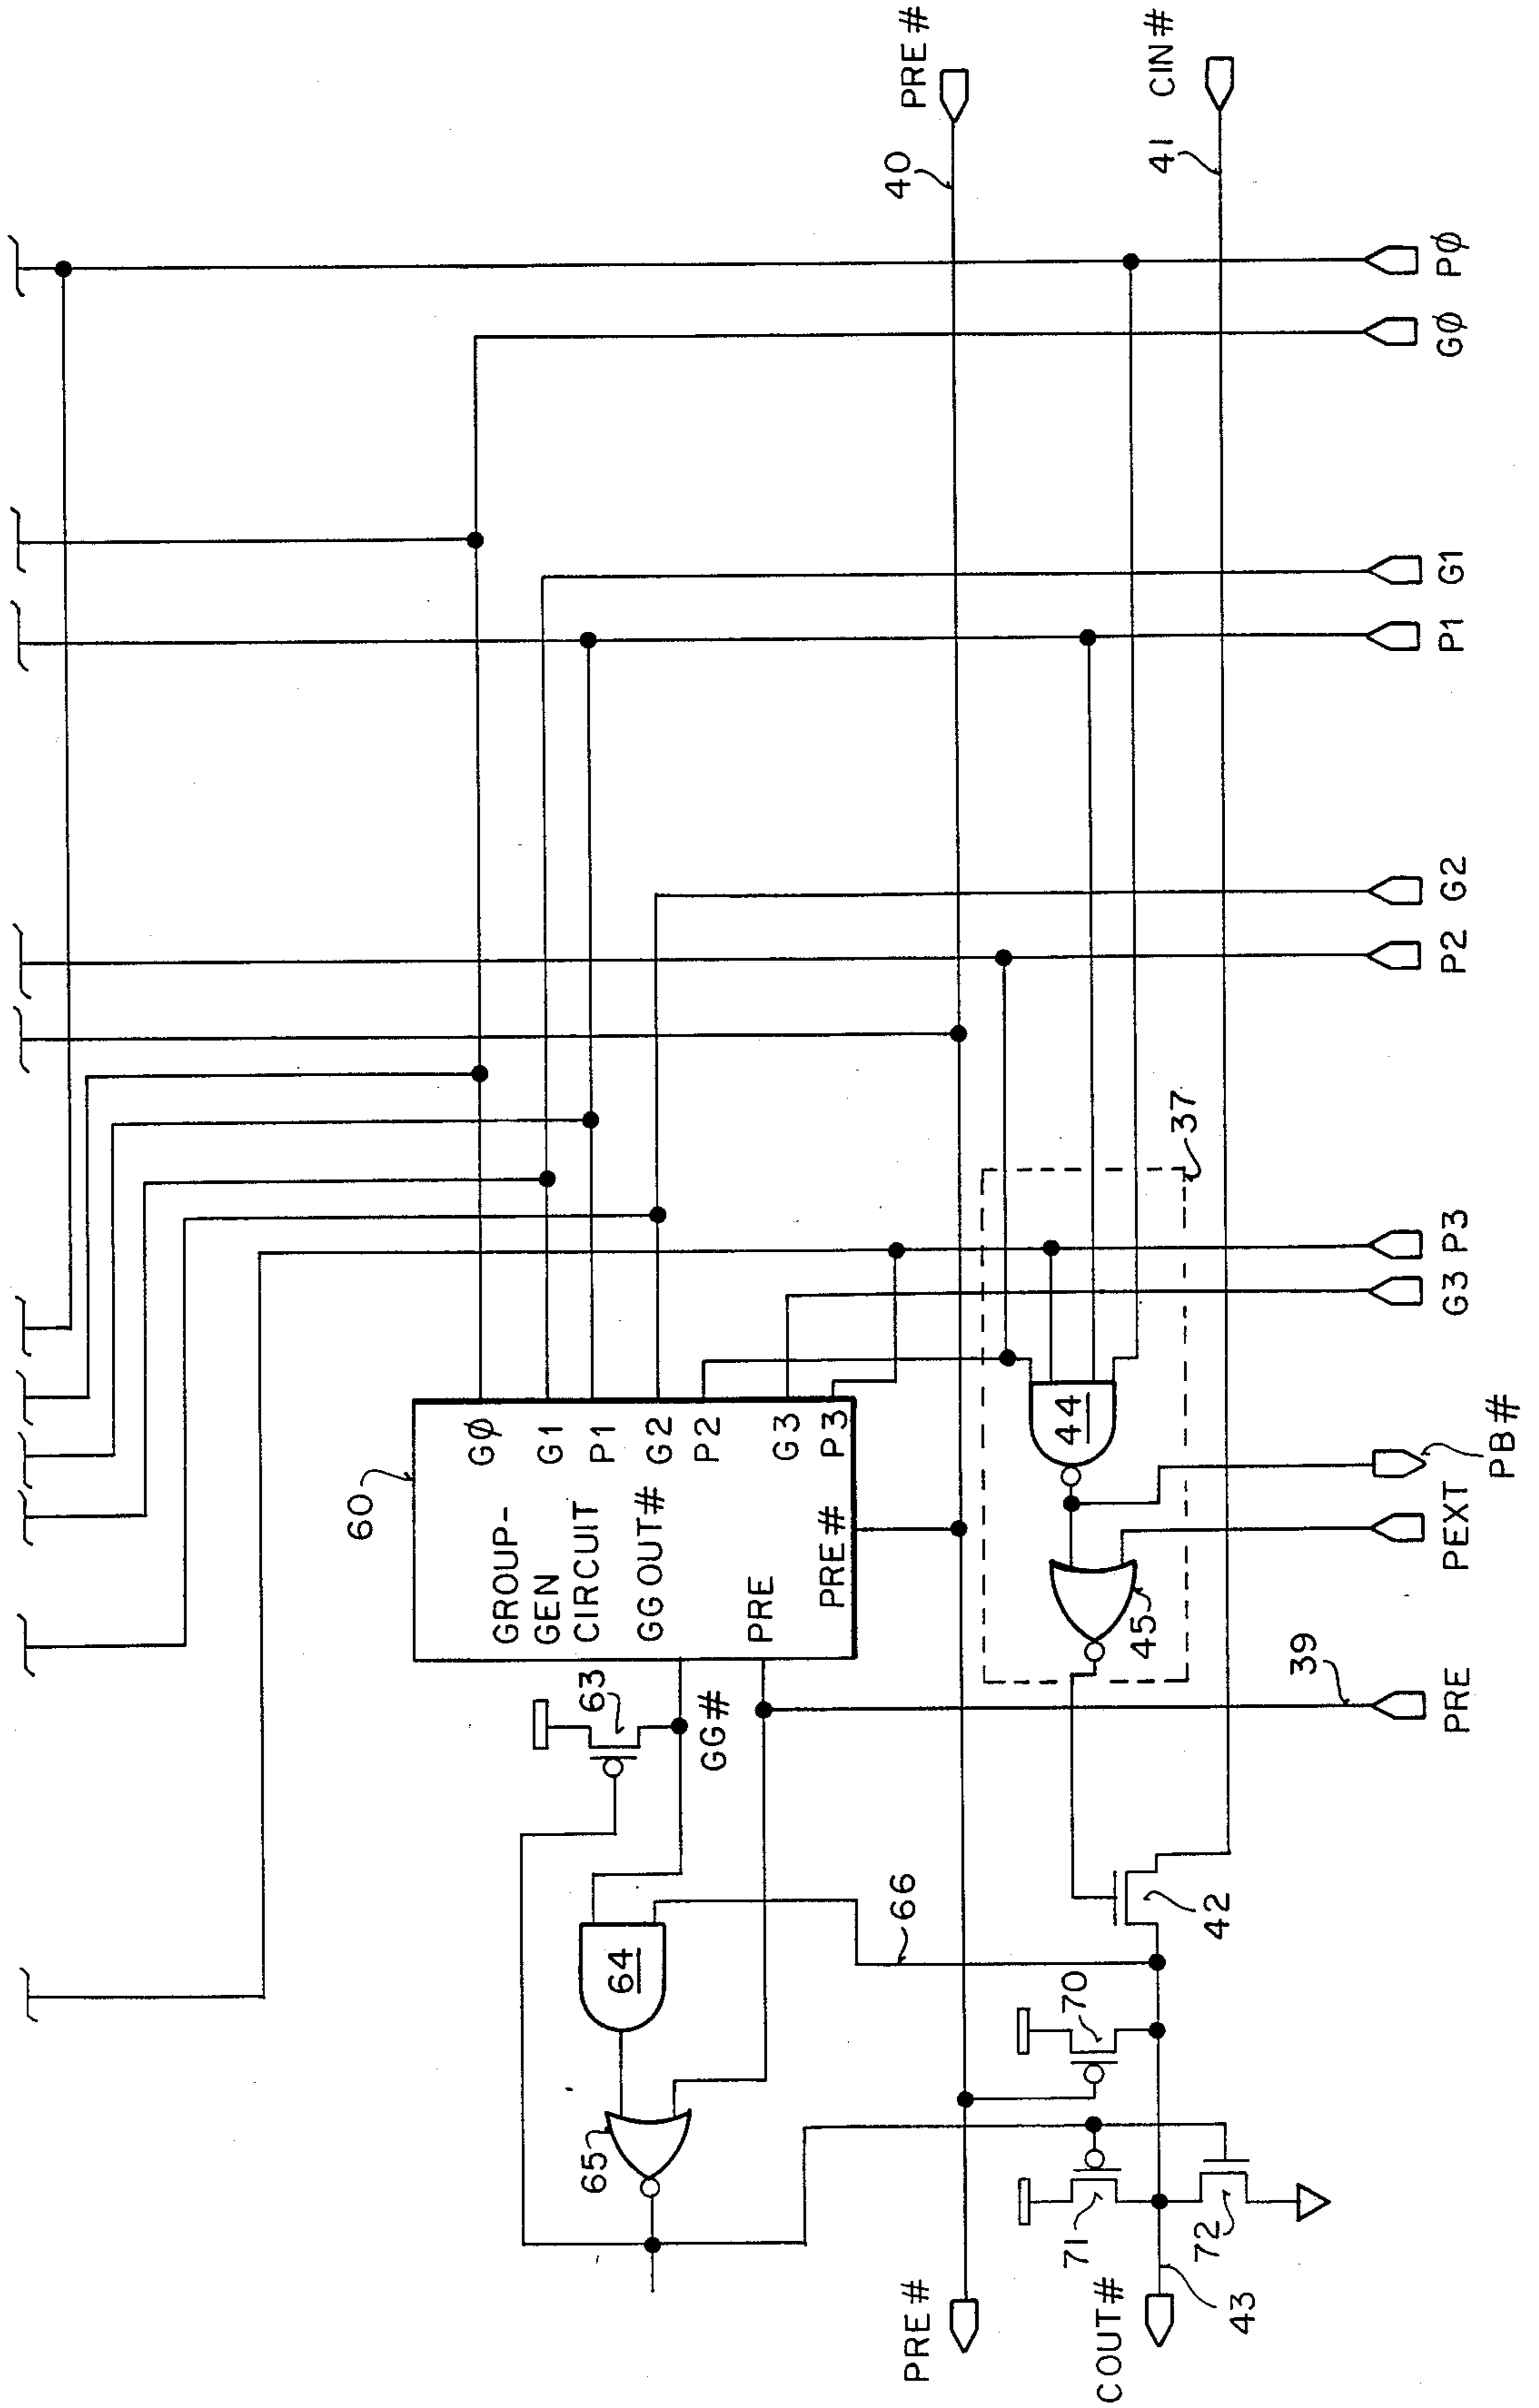 PRE#
CIN#
40
41
PØ
GØ
G1
P1
G2
P2
37
P3
G3
60
GØ
G1
P1
G2
P2
G3
P3
GROUP-
GEN
CIRCUIT
GGOUT#
PRE
PRE#
44
45
PB#
PEXT
39
PRE
63
GG#
64
66
42
65
70
71
72
PRE#
COUT#
43